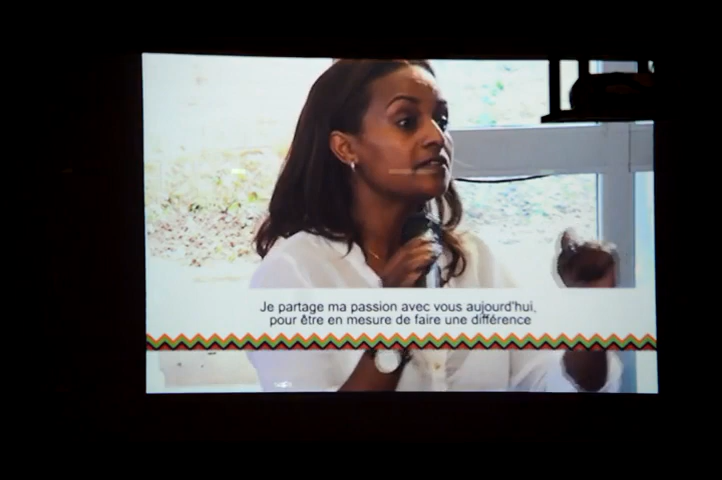 Je partage ma passion avec vous aujourd'hui,
pour être en mesure de faire une différence